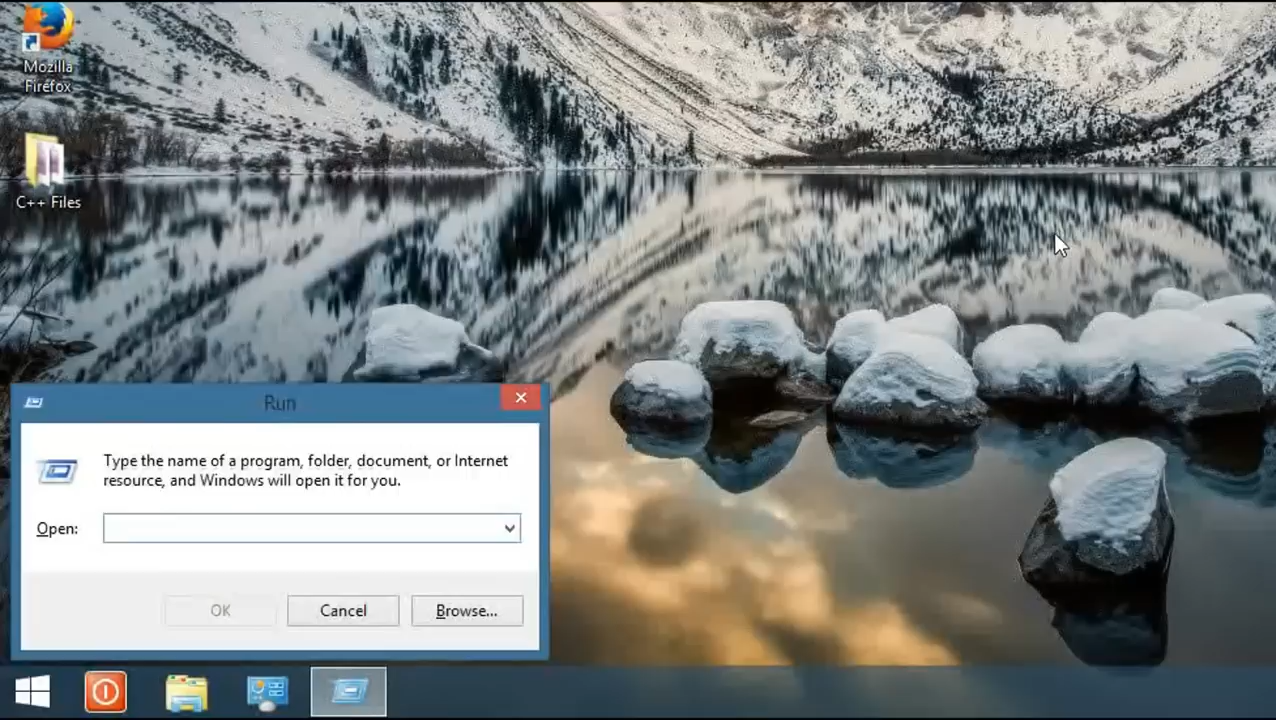 Mozilla
Firefox
C++ Files
Run
Type the name of a program, folder, document, or Internet
resource, and Windows will open it for you.
Open:
OK
Cancel
Browse...